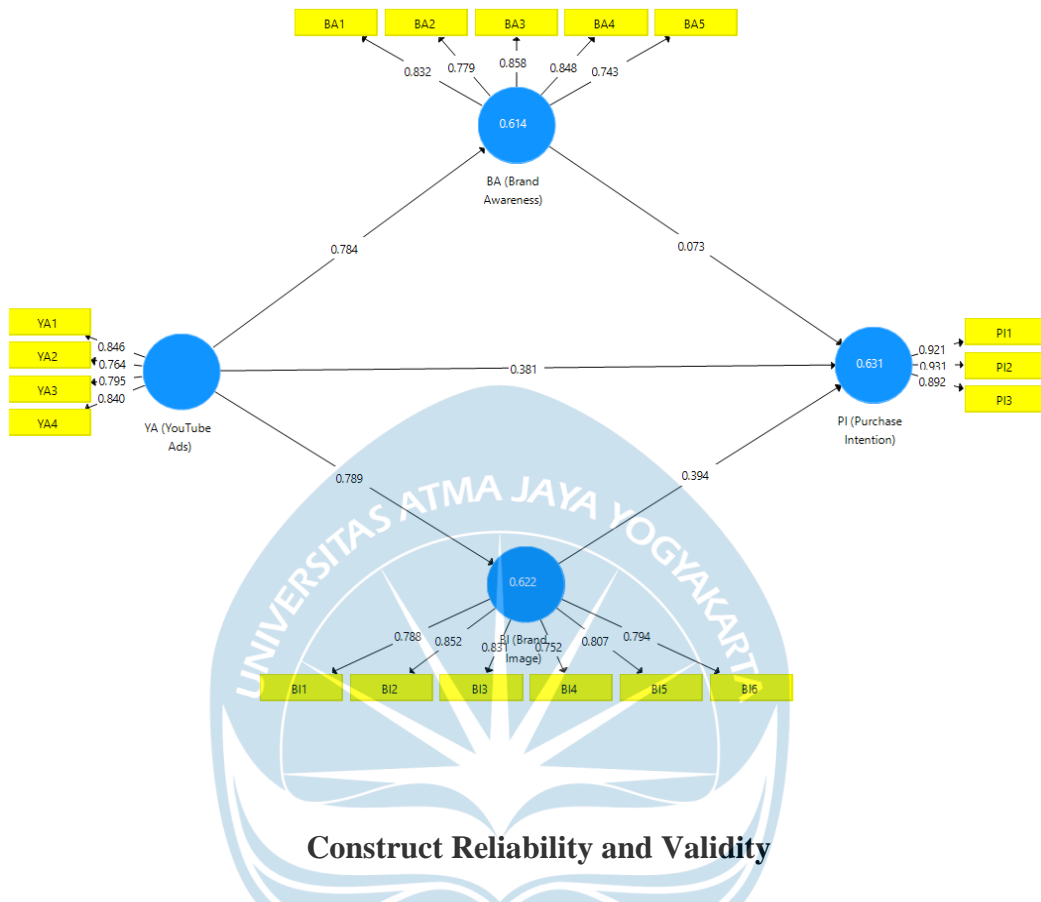 BA1 BA2 BA3 BA4 BA5
0.832 0.779 0.858 0.848 0.743
0.614
BA (Brand
Awareness)
0.784 0.073
YA1
YA2
YA3
YA4
0.846
0.764
0.795
0.840
YA (YouTube
Ads)
0.381
0.631
PI (Purchase
Intention)
0.921
0.931
0.892
PI1
PI2
PI3
0.789 0.394
UNIVERSITAS ATMA JAYA YOGYAKARTA
0.622
BI (Brand
Image)
0.788 0.852 0.831 0.752 0.807 0.794
BI1 BI2 BI3 BI4 BI5 BI6
Construct Reliability and Validity